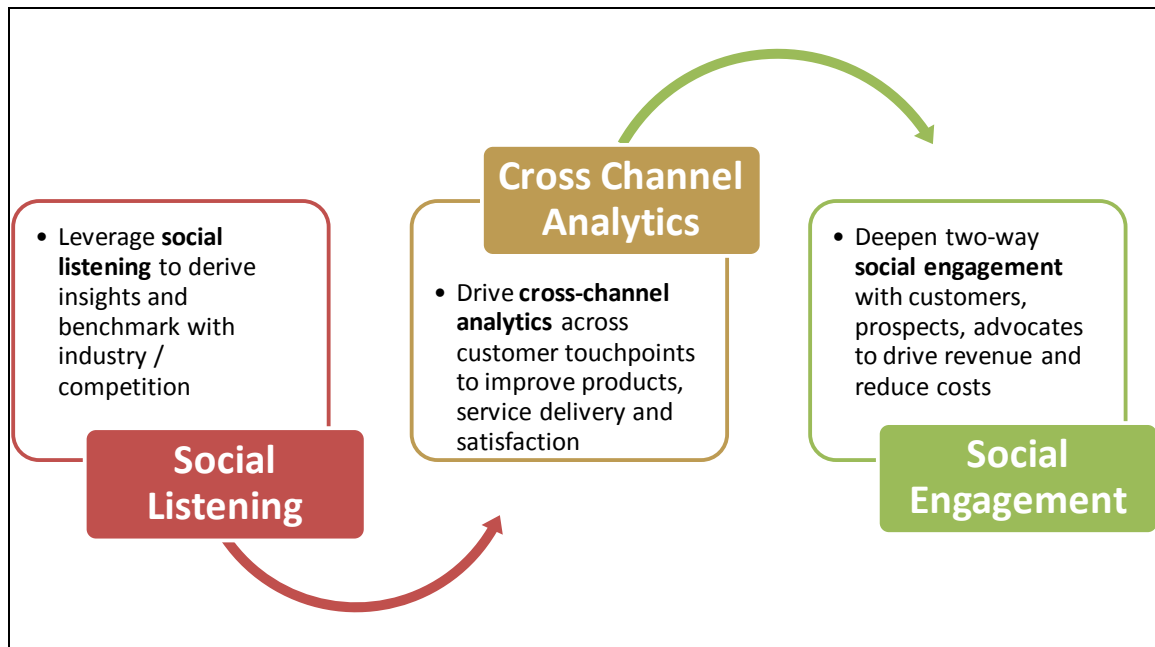 • Leverage social
listening to derive
insights and
benchmark with
industry /
competition
Social
Listening
Cross Channel
Analytics
• Drive cross-channel
analytics across
customer touchpoints
to improve products,
service delivery and
satisfaction
• Deepen two-way
social engagement
with customers,
prospects, advocates
to drive revenue and
reduce costs
Social
Engagement